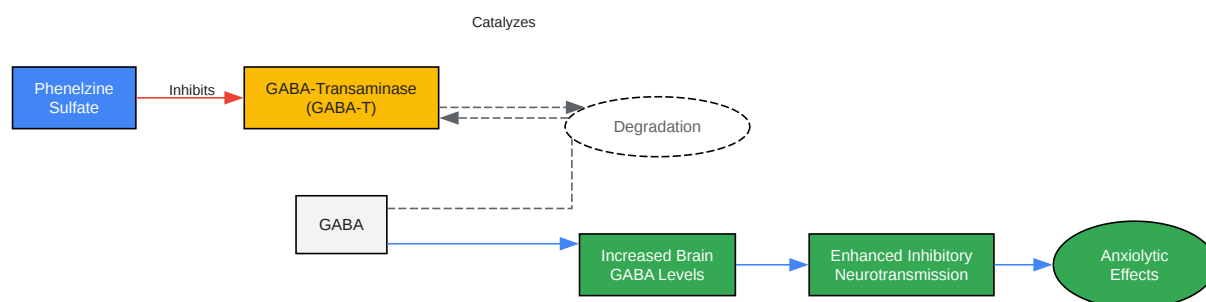 Catalyzes
Phenelzine
Sulfate
Inhibits
GABA-Transaminase
(GABA-T)
Degradation
GABA
Increased Brain
GABA Levels
Enhanced Inhibitory
Neurotransmission
Anxiolytic
Effects